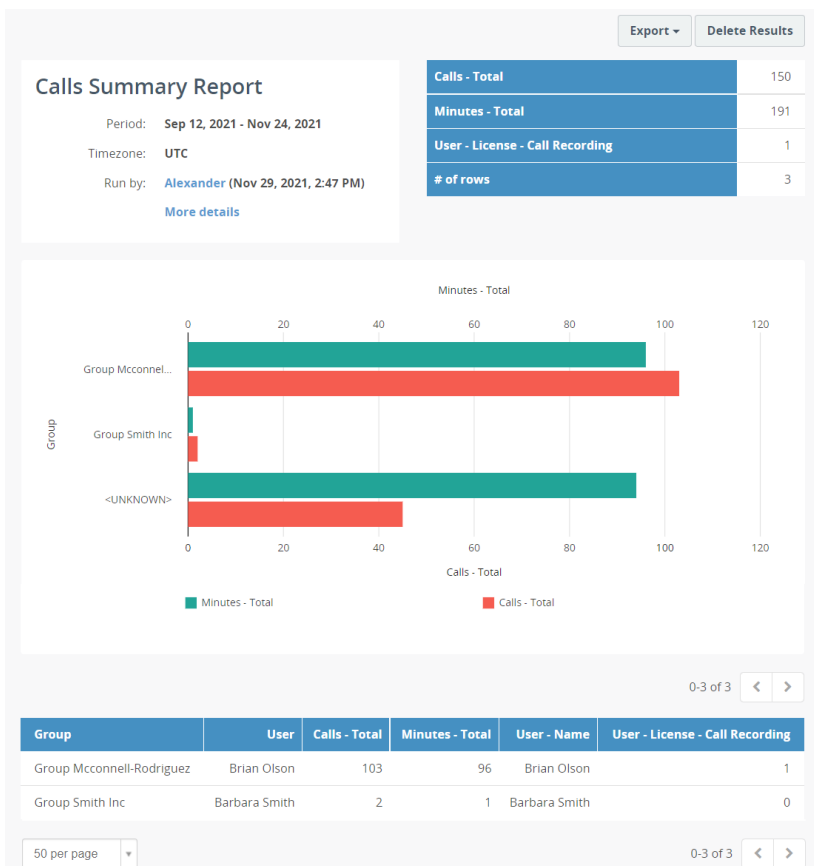 Export
Delete Results
Calls Summary Report
Period: Sep 12, 2021 - Nov 24, 2021
Timezone: UTC
Run by: Alexander (Nov 29, 2021, 2:47 PM)
More details
Calls - Total 150
Minutes - Total 191
User - License - Call Recording 1
# of rows 3
Minutes - Total
0 20 40 60 80 100 120
Group Mcconnel...
Group Smith Inc
<UNKNOWN>
Group
0 20 40 60 80 100 120
Calls - Total
Minutes - Total Calls - Total
0-3 of 3
Group User Calls - Total Minutes - Total User - Name User - License - Call Recording
Group Mcconnell-Rodriguez Brian Olson 103 96 Brian Olson 1
Group Smith Inc Barbara Smith 2 1 Barbara Smith 0
50 per page 0-3 of 3